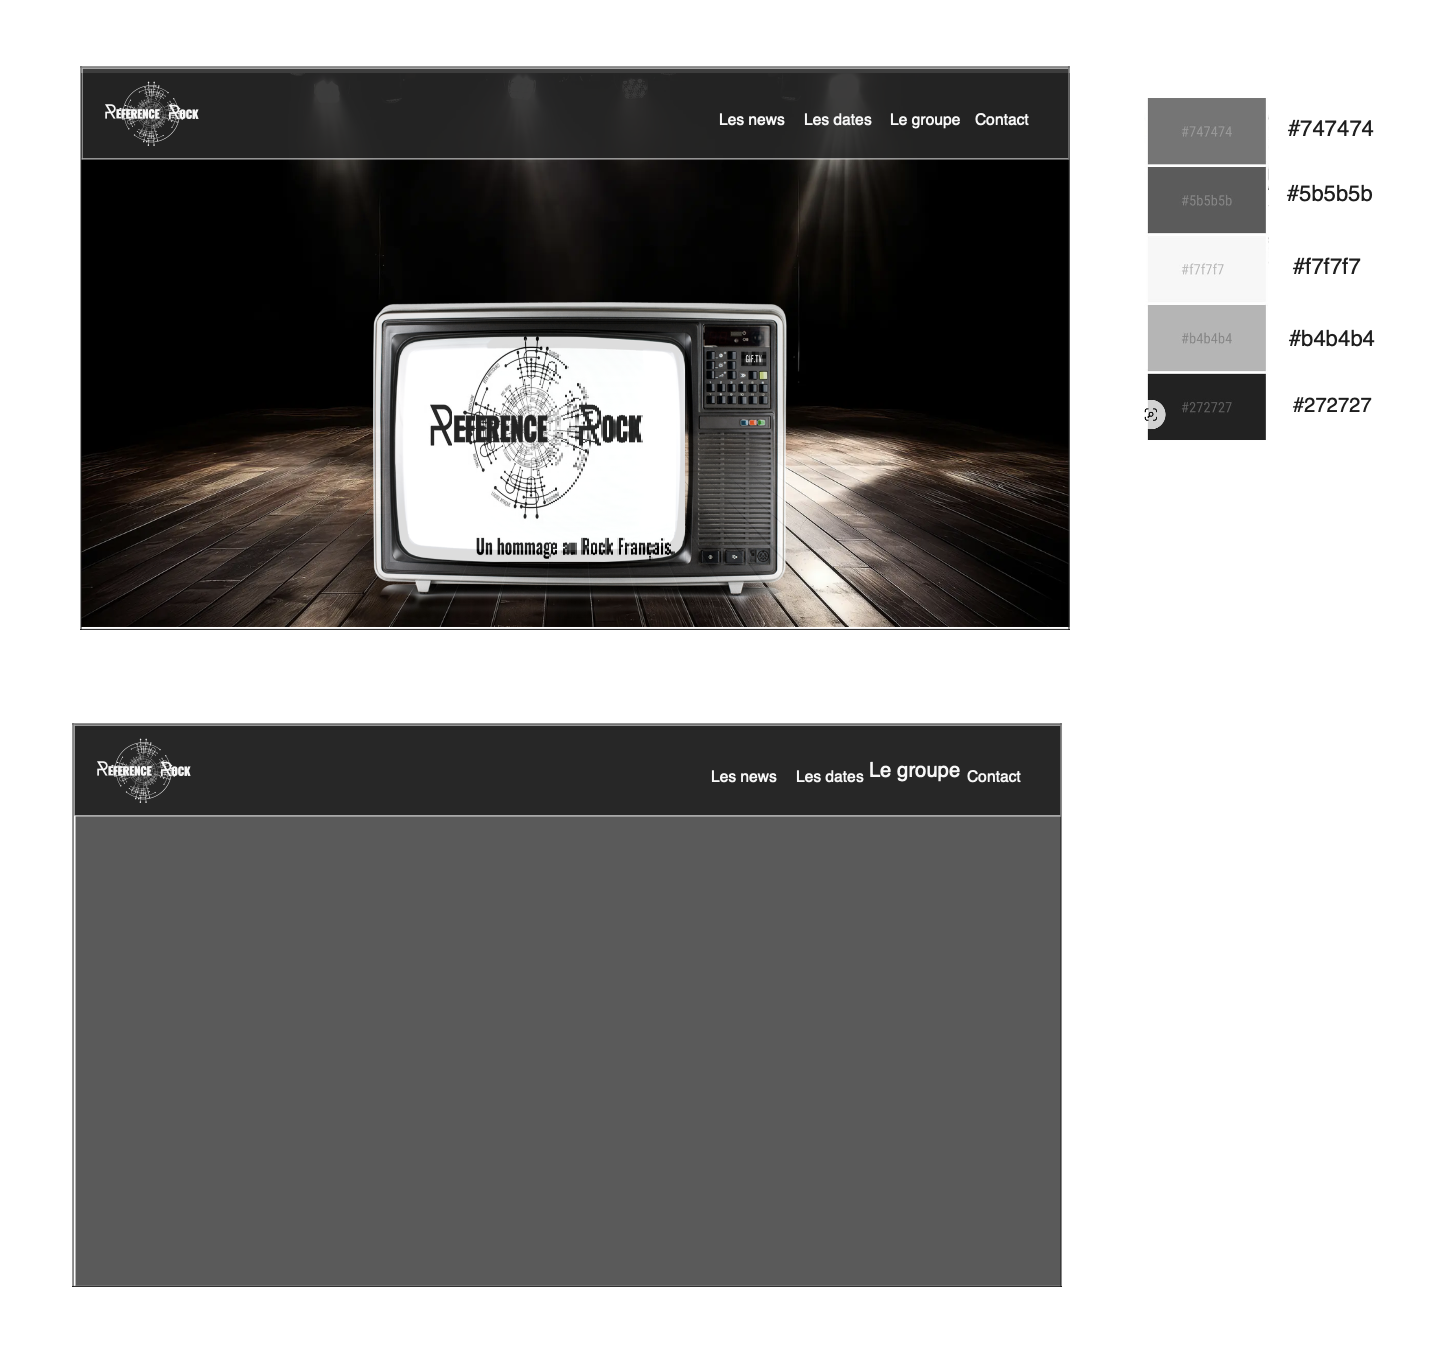 REFERENCE ROCK
Les news Les dates Le groupe Contact
GIF.TV
REFERENCE ROCK
Un hommage au Rock Français
#747474 #747474
#5b5b5b #5b5b5b
#f7f7f7 #f7f7f7
#b4b4b4 #b4b4b4
#272727 #272727
REFERENCE ROCK
Les news Les dates Le groupe Contact